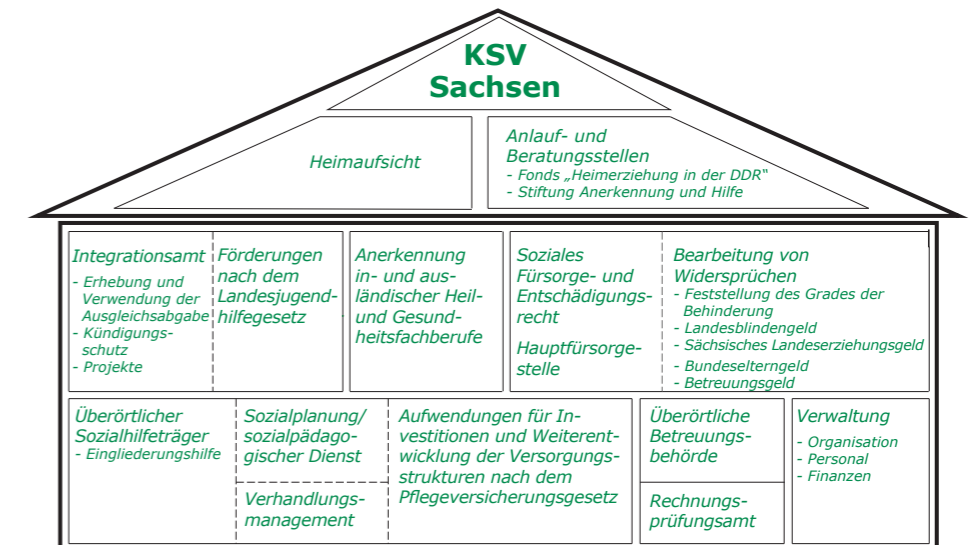 KSV
Sachsen
Heimaufsicht
Anlauf- und
Beratungsstellen
- Fonds „Heimerziehung in der DDR“
- Stiftung Anerkennung und Hilfe
Integrationsamt
- Erhebung und
Verwendung der
Ausgleichsabgabe
- Kündigungs-
schutz
- Projekte
Förderungen
nach dem
Landesjugend-
hilfegesetz
Anerkennung
in- und aus-
ländischer Heil-
und Gesund-
heitsfachberufe
Soziales
Fürsorge- und
Entschädigungs-
recht
Hauptfürsorge-
stelle
Bearbeitung von
Widersprüchen
- Feststellung des Grades der
Behinderung
- Landesblindengeld
- Sächsisches Landeserziehungsgeld
- Bundeselterngeld
- Betreuungsgeld
Überörtlicher
Sozialhilfeträger
- Eingliederungshilfe
Sozialplanung/
sozialpädago-
gischer Dienst
Verhandlungs-
management
Aufwendungen für In-
vestitionen und Weiterent-
wicklung der Versorgungs-
strukturen nach dem
Pflegeversicherungsgesetz
Überörtliche
Betreuungs-
behörde
Rechnungs-
prüfungsamt
Verwaltung
- Organisation
- Personal
- Finanzen